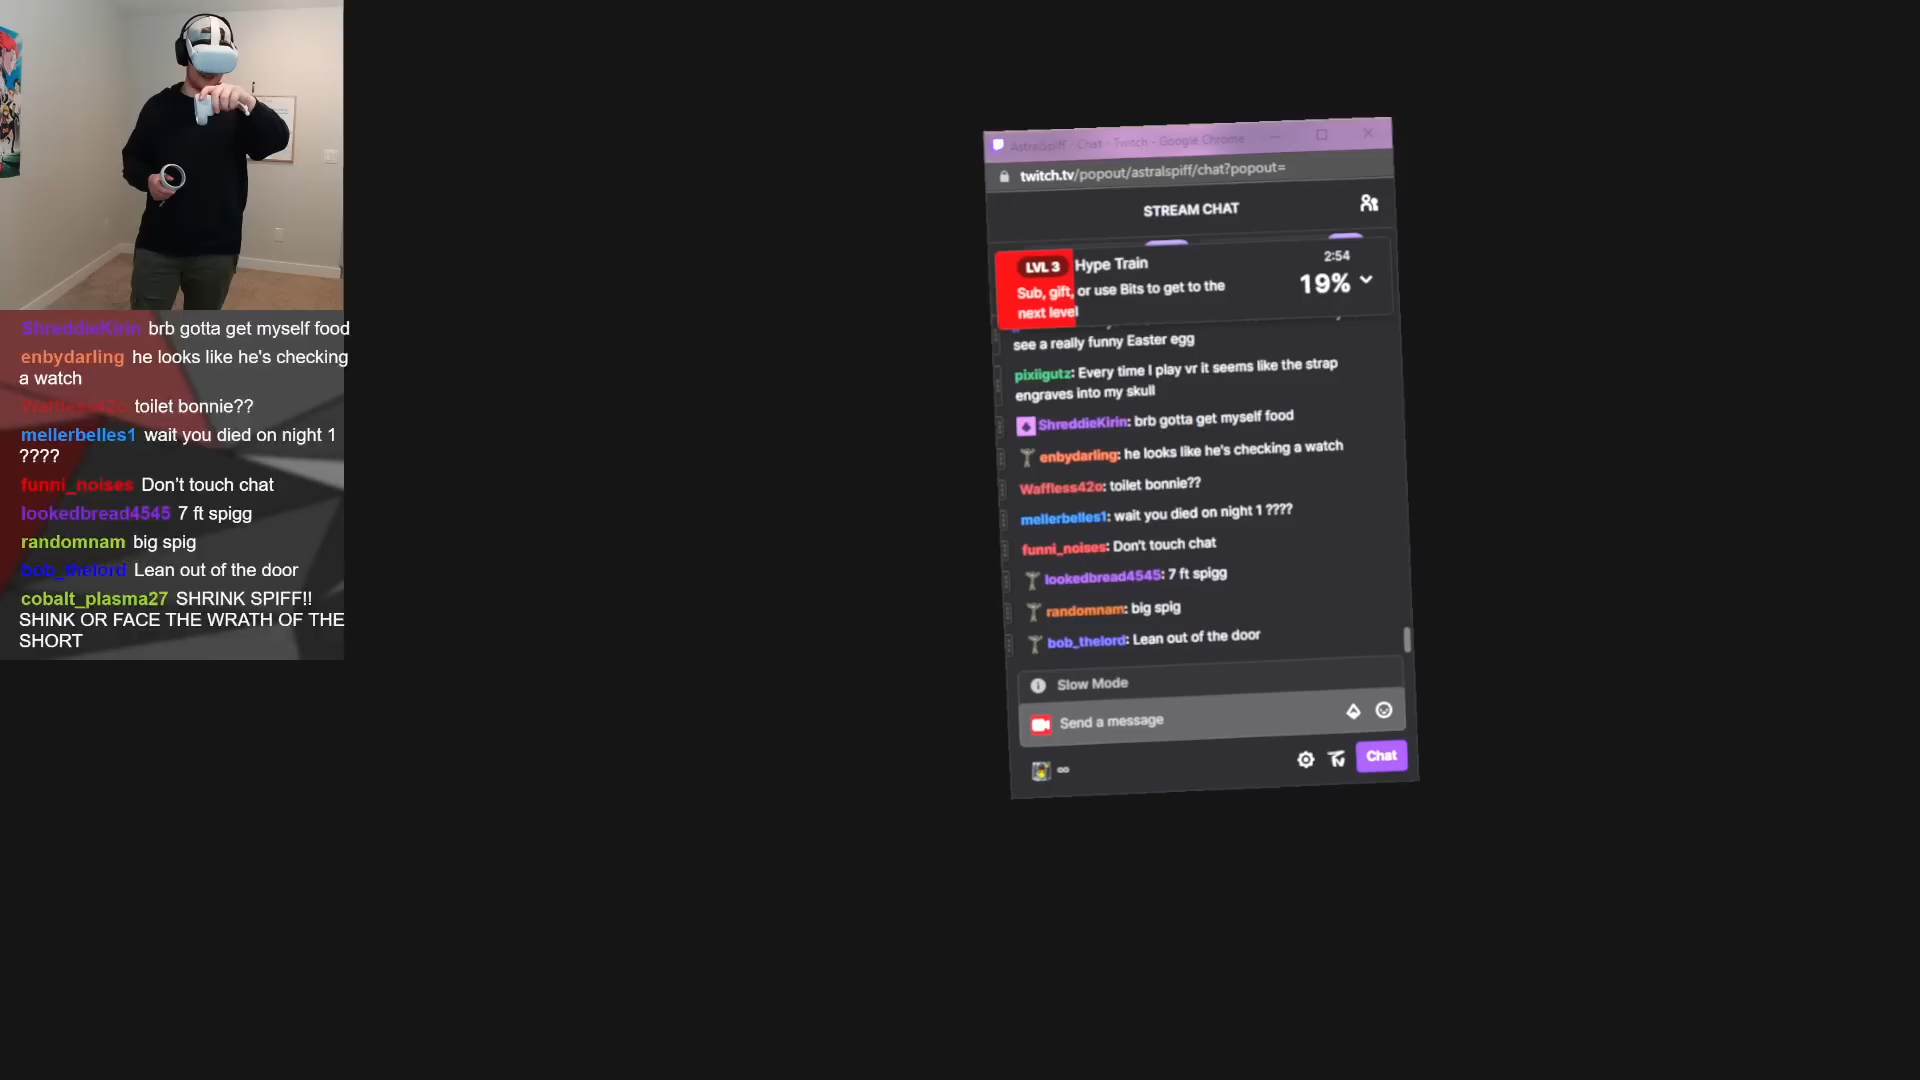 ShreddieKirin brb gotta get myself food
enbydarling he looks like he's checking
a watch
Waffless42o toilet bonnie??
mellerbelles1 wait you died on night 1
????
funni_noises Don't touch chat
lookedbread4545 7 ft spigg
randomnam big spig
bob_thelord Lean out of the door
cobalt_plasma27 SHRINK SPIFF!!
SHINK OR FACE THE WRATH OF THE
SHORT
AstralSpiff - Chat - Twitch - Google Chrome
twitch.tv/popout/astralspiff/chat?popout=
STREAM CHAT
LVL 3 Hype Train
2:54
Sub, gift, or use Bits to get to the
next level
19%
see a really funny Easter egg
pixiigutz: Every time I play vr it seems like the strap
engraves into my skull
ShreddieKirin: brb gotta get myself food
enbydarling: he looks like he's checking a watch
Waffless42o: toilet bonnie??
mellerbelles1: wait you died on night 1 ????
funni_noises: Don't touch chat
lookedbread4545: 7 ft spigg
randomnam: big spig
bob_thelord: Lean out of the door
Slow Mode
Send a message
∞
Chat